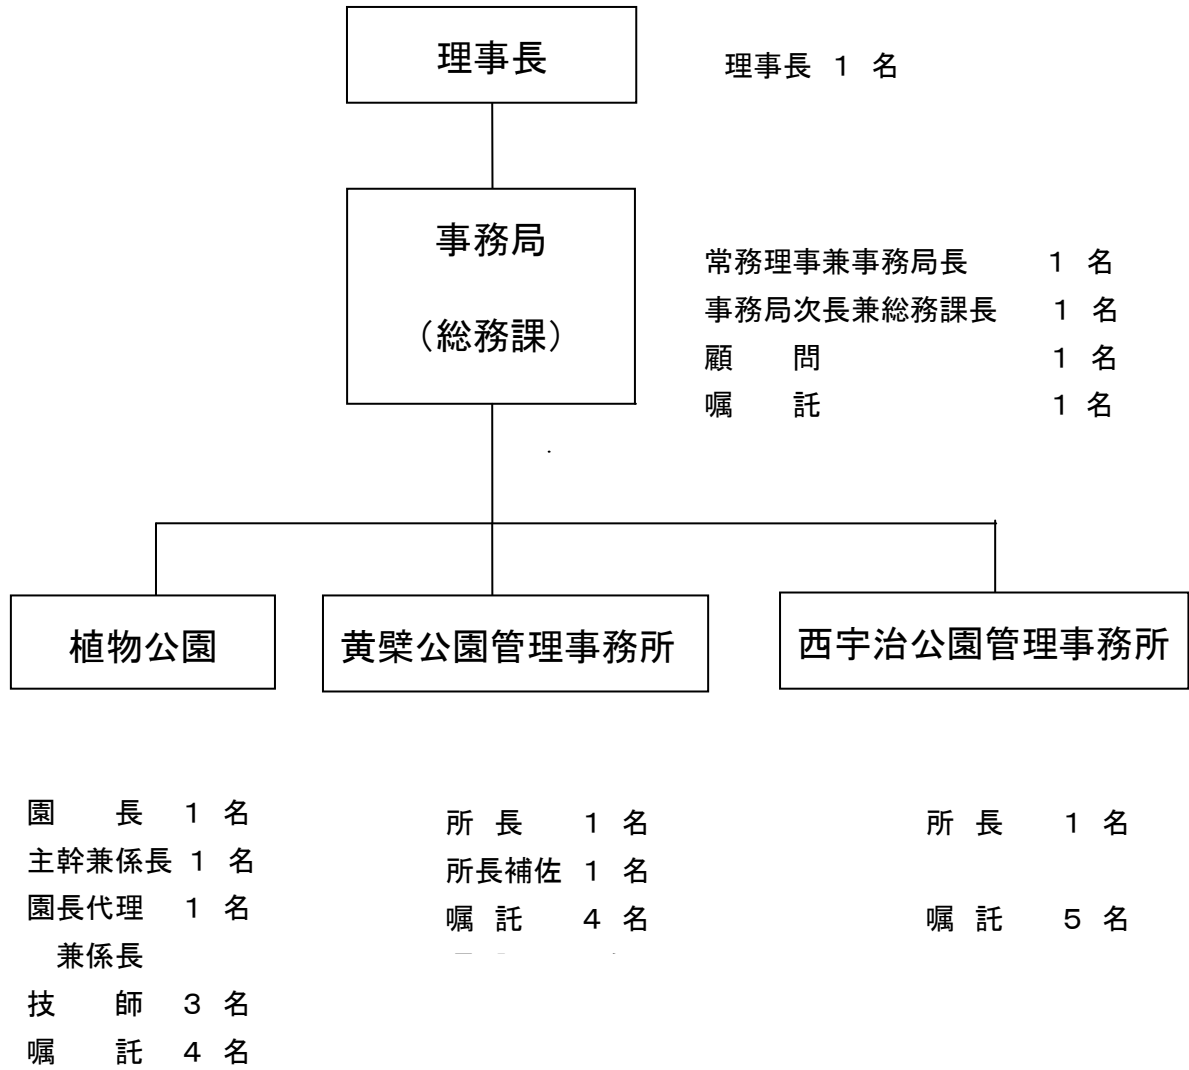 理事長
理事長 1 名
事務局
（総務課）
常務理事兼事務局長 1 名
事務局次長兼総務課長 1 名
顧 問 1 名
嘱 託 1 名
植物公園
黄檗公園管理事務所
西宇治公園管理事務所
園 長 1 名
主幹兼係長 1 名
園長代理 1 名
兼係長
技 師 3 名
嘱 託 4 名
所 長 1 名
所長補佐 1 名
嘱 託 4 名
所 長 1 名
嘱 託 5 名